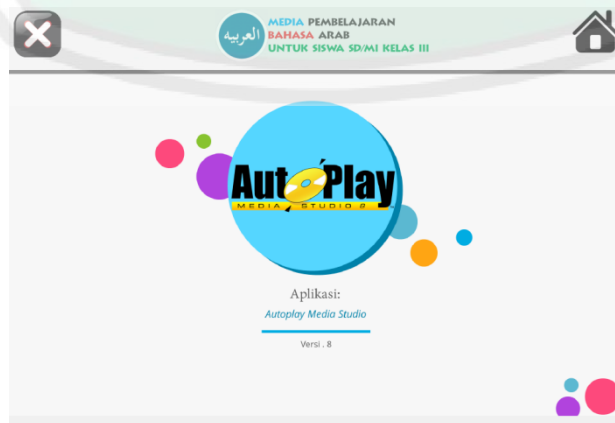 العربيه
MEDIA PEMBELAJARAN
BAHASA ARAB
UNTUK SISWA SD/MI KELAS III
AutoPlay
MEDIA STUDIO 8
Aplikasi:
Autoplay Media Studio
Versi . 8